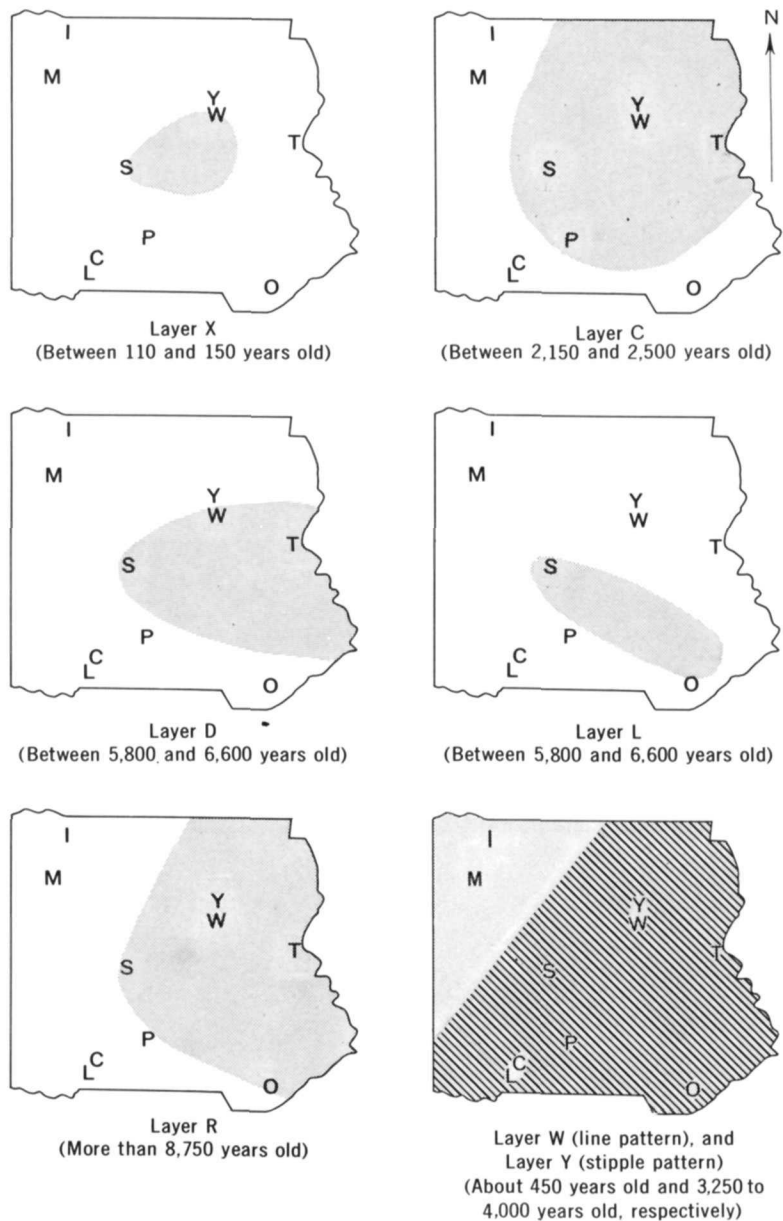 I
M
Y
W
S
T
P
C
L
O
Layer X
(Between 110 and 150 years old)
N
I
M
Y
W
T
S
P
C
L
O
Layer C
(Between 2,150 and 2,500 years old)
I
M
Y
W
T
S
P
C
L
O
Layer D
(Between 5,800 and 6,600 years old)
I
M
Y
W
T
S
P
C
L
O
Layer L
(Between 5,800 and 6,600 years old)
I
M
Y
W
T
S
P
C
L
O
Layer R
(More than 8,750 years old)
I
M
Y
W
T
S
P
C
L
O
Layer W (line pattern), and
Layer Y (stipple pattern)
(About 450 years old and 3,250 to
4,000 years old, respectively)